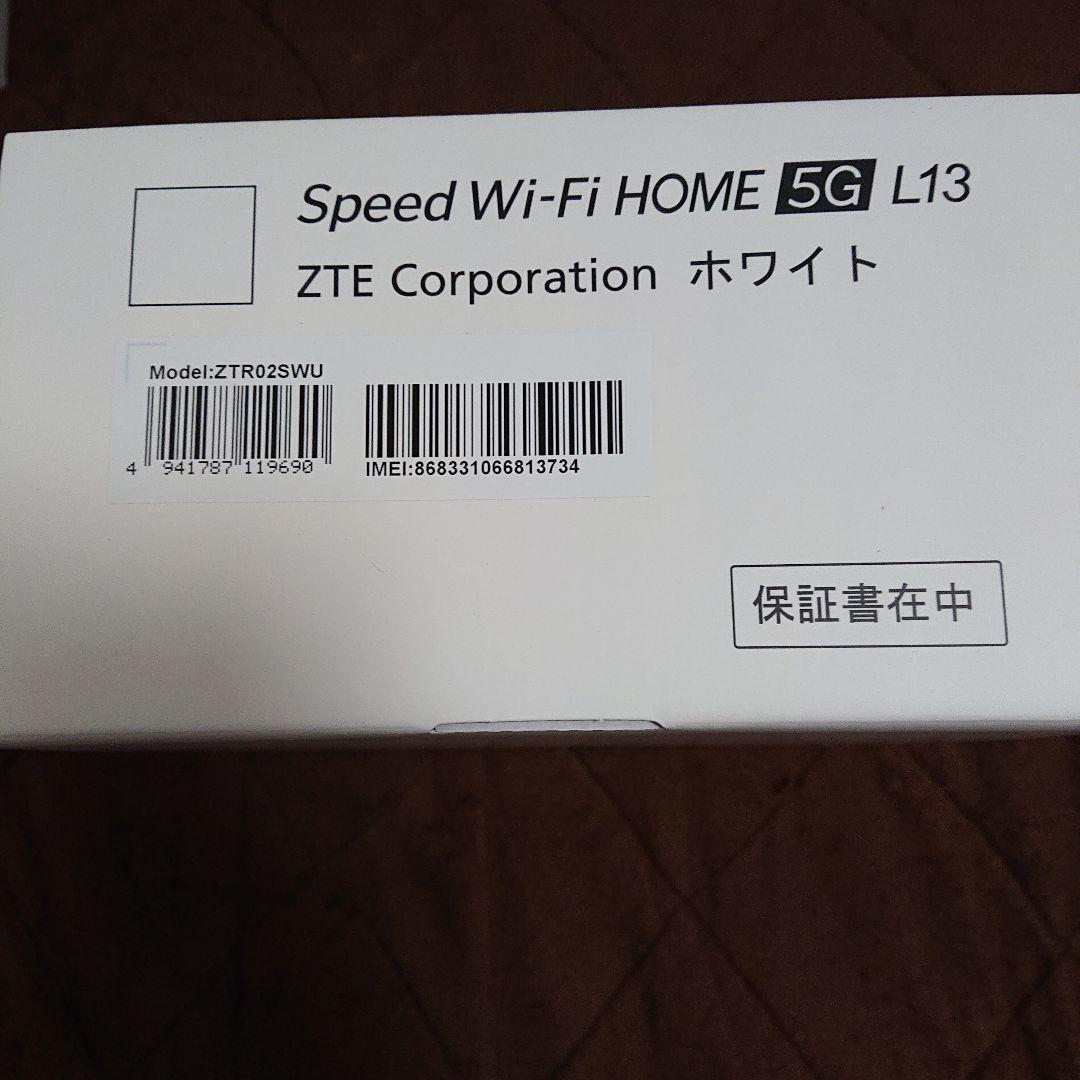 Speed Wi-Fi HOME 5G L13
ZTE Corporation ホワイト
Model:ZTR02SWU
4 941787 119690
IMEI:868331066813734
保証書在中